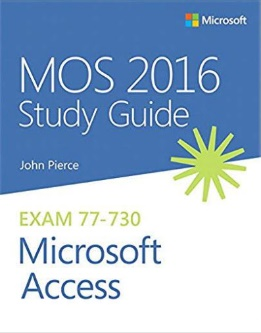 Microsoft
MOS 2016
Study Guide
John Pierce
EXAM 77-730
Microsoft
Access